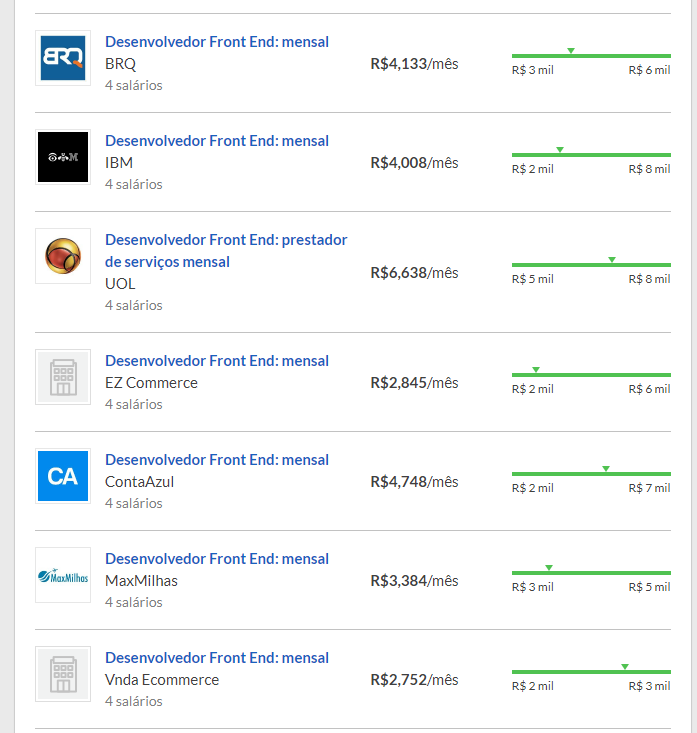 Desenvolvedor Front End: mensal
BRQ
BRQ
R$4,133/mês
4 salários
R$ 3 mil
R$ 6 mil
Desenvolvedor Front End: mensal
M
IBM
R$4,008/mês
4 salários
R$ 2 mil
R$ 8 mil
Desenvolvedor Front End: prestador
de serviços mensal
UOL
R$6,638/mês
4 salários
R$ 5 mil
R$ 8 mil
Desenvolvedor Front End: mensal
EZ Commerce
R$2,845/mês
4 salários
R$ 2 mil
R$ 6 mil
Desenvolvedor Front End: mensal
CA
ContaAzul
R$4,748/mês
4 salários
R$ 2 mil
R$ 7 mil
Desenvolvedor Front End: mensal
MaxMilhas
MaxMilhas
R$3,384/mês
4 salários
R$ 3 mil
R$ 5 mil
Desenvolvedor Front End: mensal
Vnda Ecommerce
R$2,752/mês
4 salários
R$ 2 mil
R$ 3 mil